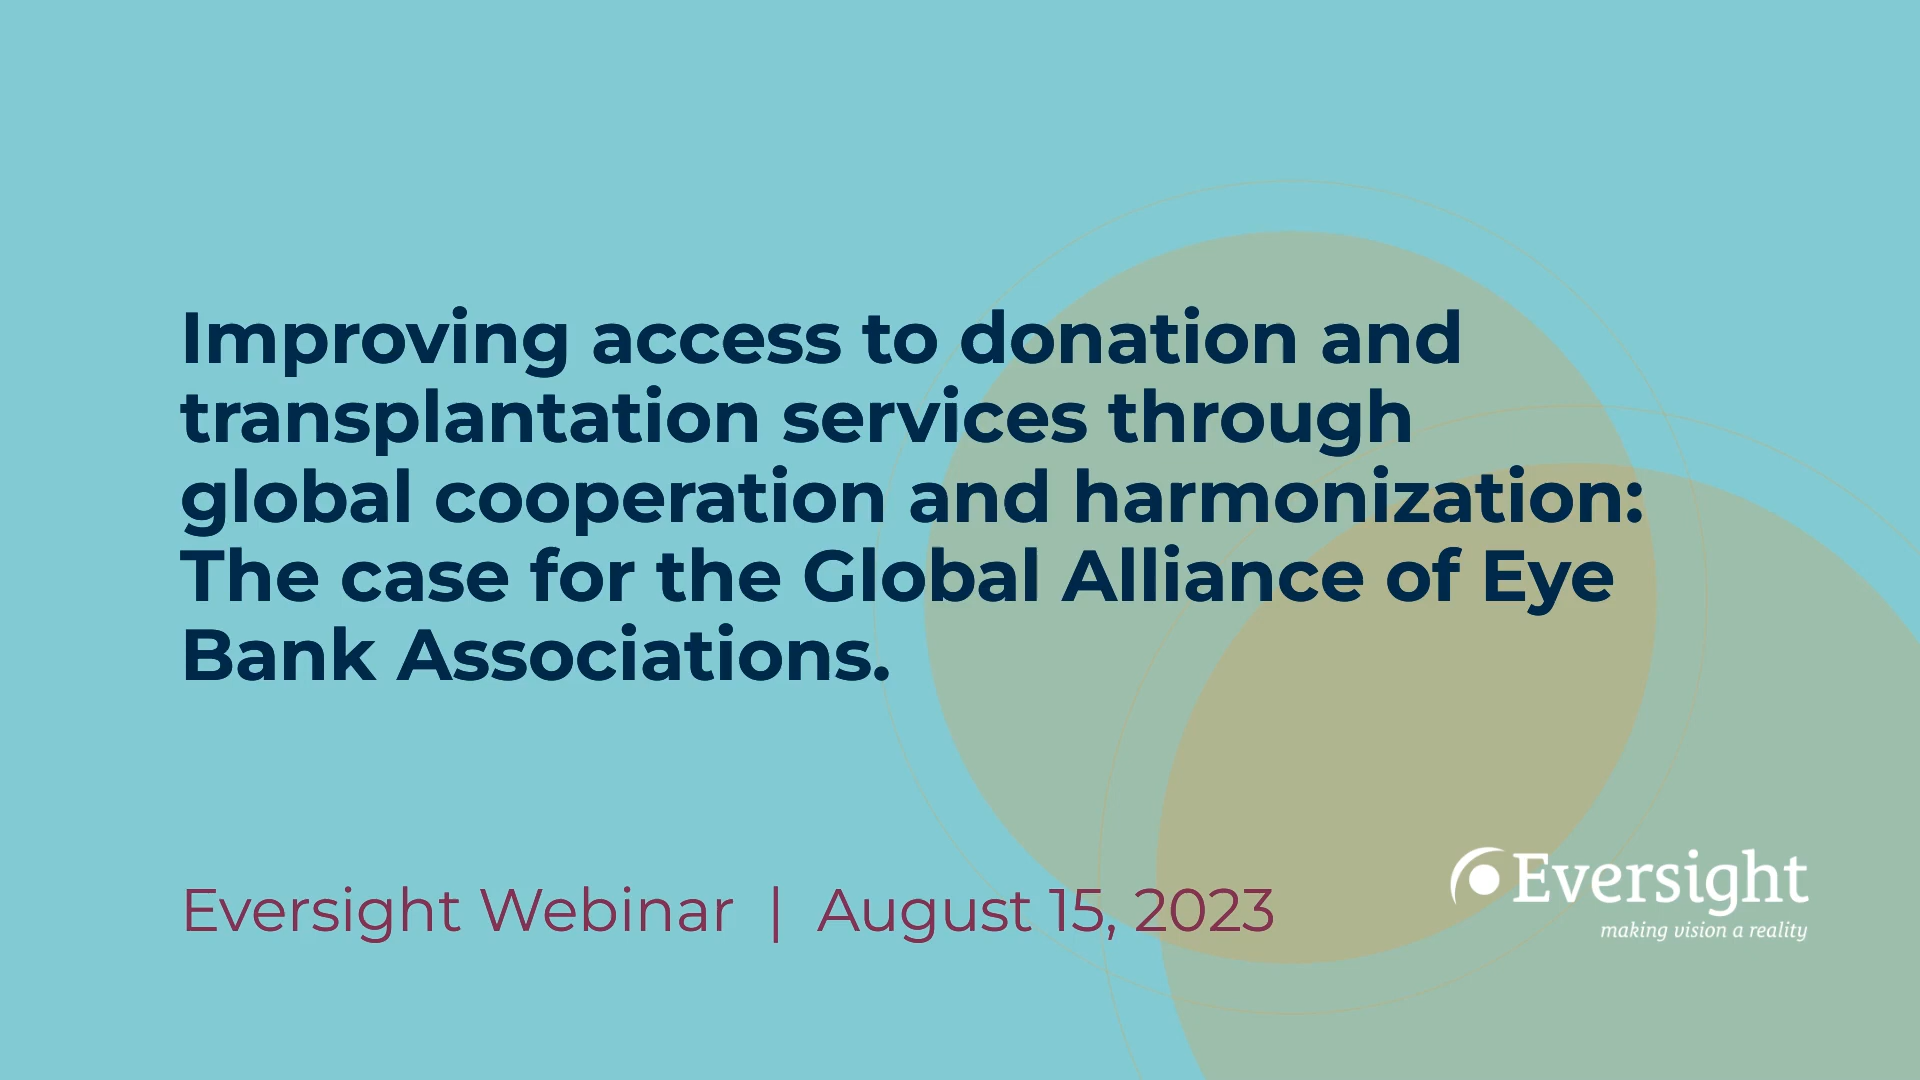 Improving access to donation and
transplantation services through
global cooperation and harmonization:
The case for the Global Alliance of Eye
Bank Associations.
Eversight Webinar | August 15, 2023
Eversight
making vision a reality